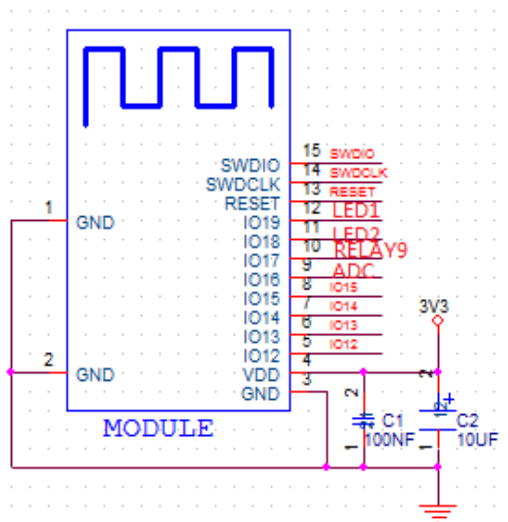 15 SWDIO
SWDIO
14 SWDCLK
SWDCLK
13 RESET
RESET
12 LED1
IO19
11 LED2
IO18
10 RELAY9
IO17
9 ADC
IO16
8 IO15
IO15
7 IO14
IO14
6 IO13
IO13
5 IO12
IO12
4
VDD
3
GND
1
GND
2
GND
3V3
2
2
C1
100NF
1
+
C2
10UF
1
MODULE